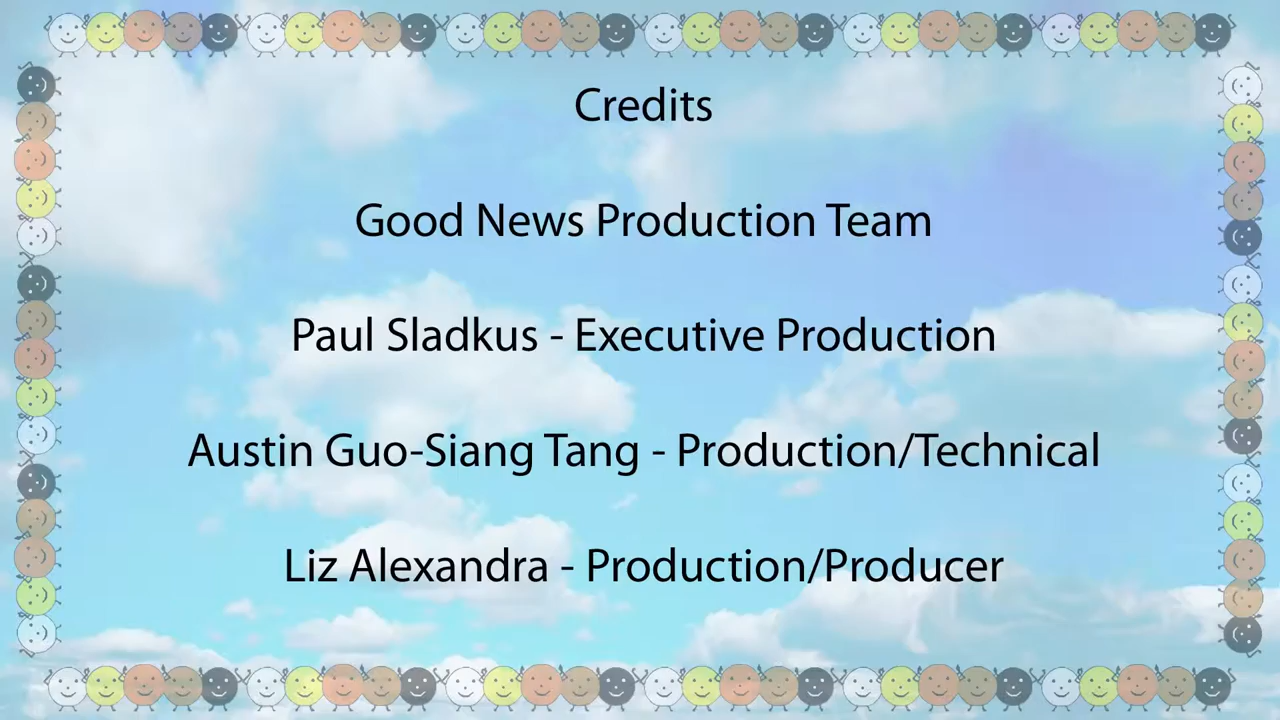 Credits
Good News Production Team
Paul Sladkus - Executive Production
Austin Guo-Siang Tang - Production/Technical
Liz Alexandra - Production/Producer